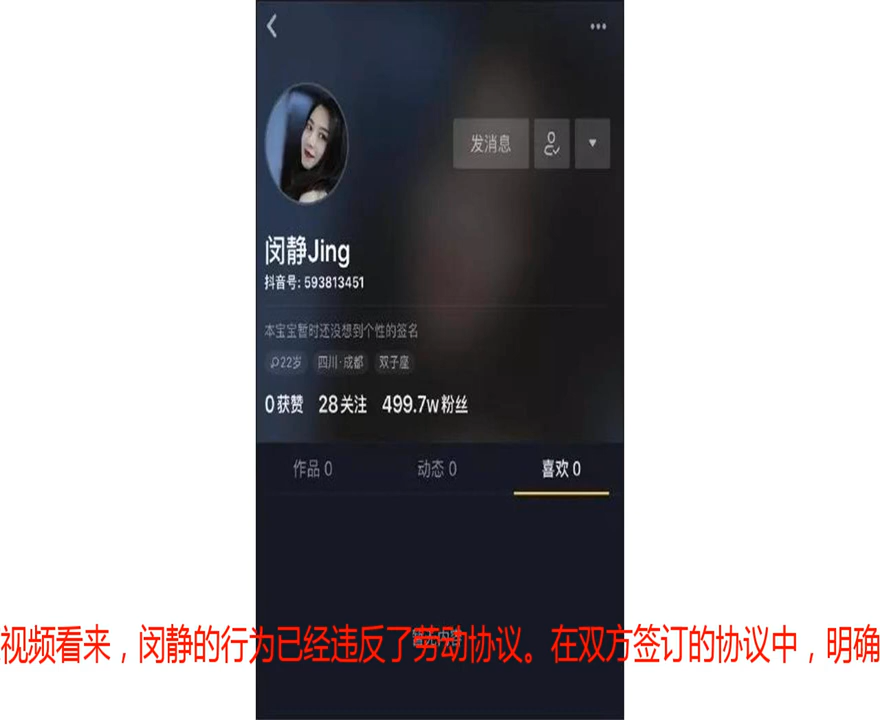 发消息
闵静Jing
抖音号: 593813451
本宝宝暂时还没想到个性的签名
22岁 四川·成都 双子座
0获赞 28关注 499.7w粉丝
作品 0 动态 0 喜欢 0
视频看来，闵静的行为已经违反了劳动协议。在双方签订的协议中，明确